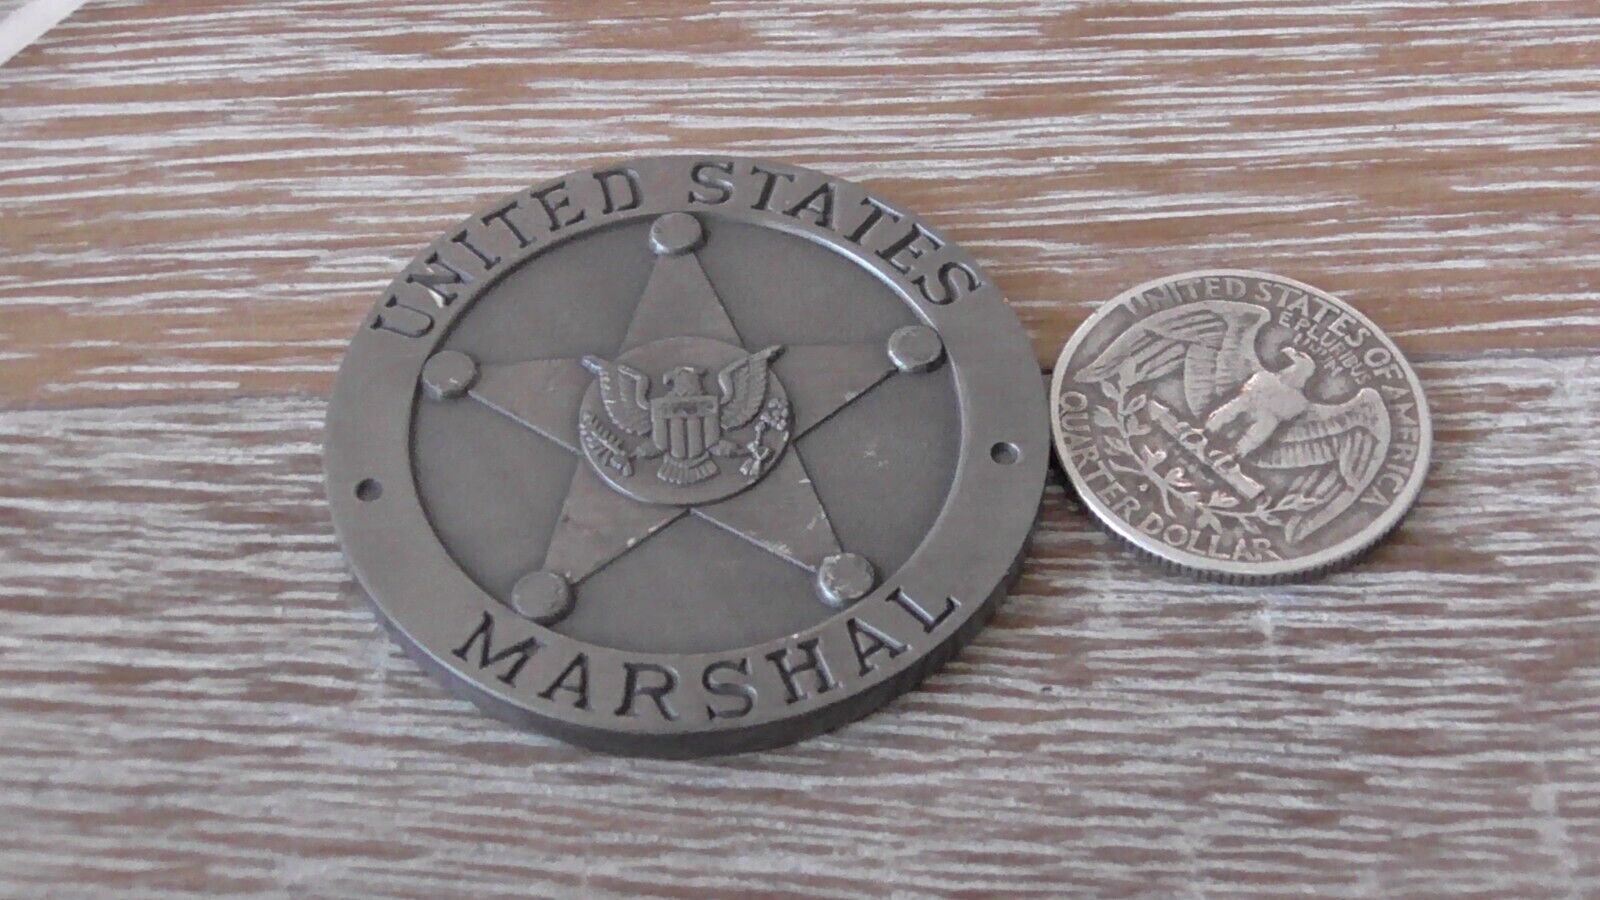 UNITED STATES
MARSHAL
UNITED STATES OF AMERICA
E PLURIBUS
UNUM
QUARTER DOLLAR